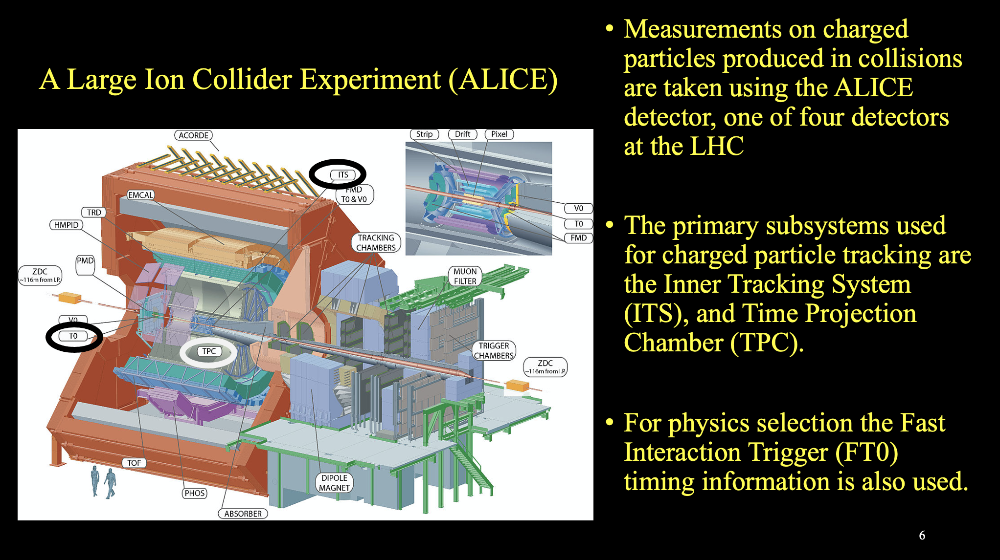 A Large Ion Collider Experiment (ALICE)
• Measurements on charged
particles produced in collisions
are taken using the ALICE
detector, one of four detectors
at the LHC
• The primary subsystems used
for charged particle tracking are
the Inner Tracking System
(ITS), and Time Projection
Chamber (TPC).
• For physics selection the Fast
Interaction Trigger (FT0)
timing information is also used.
ACORDE
ITS
FMD
T0 & V0
EMCAL
TRD
HMPID
PMD
ZDC
~116m from I.P.
V0
T0
TPC
TRACKING
CHAMBERS
MUON
FILTER
TRIGGER
CHAMBERS
ZDC
~116m from I.P.
TOF
PHOS
ABSORBER
DIPOLE
MAGNET
Strip
Drift
Pixel
V0
T0
FMD
6